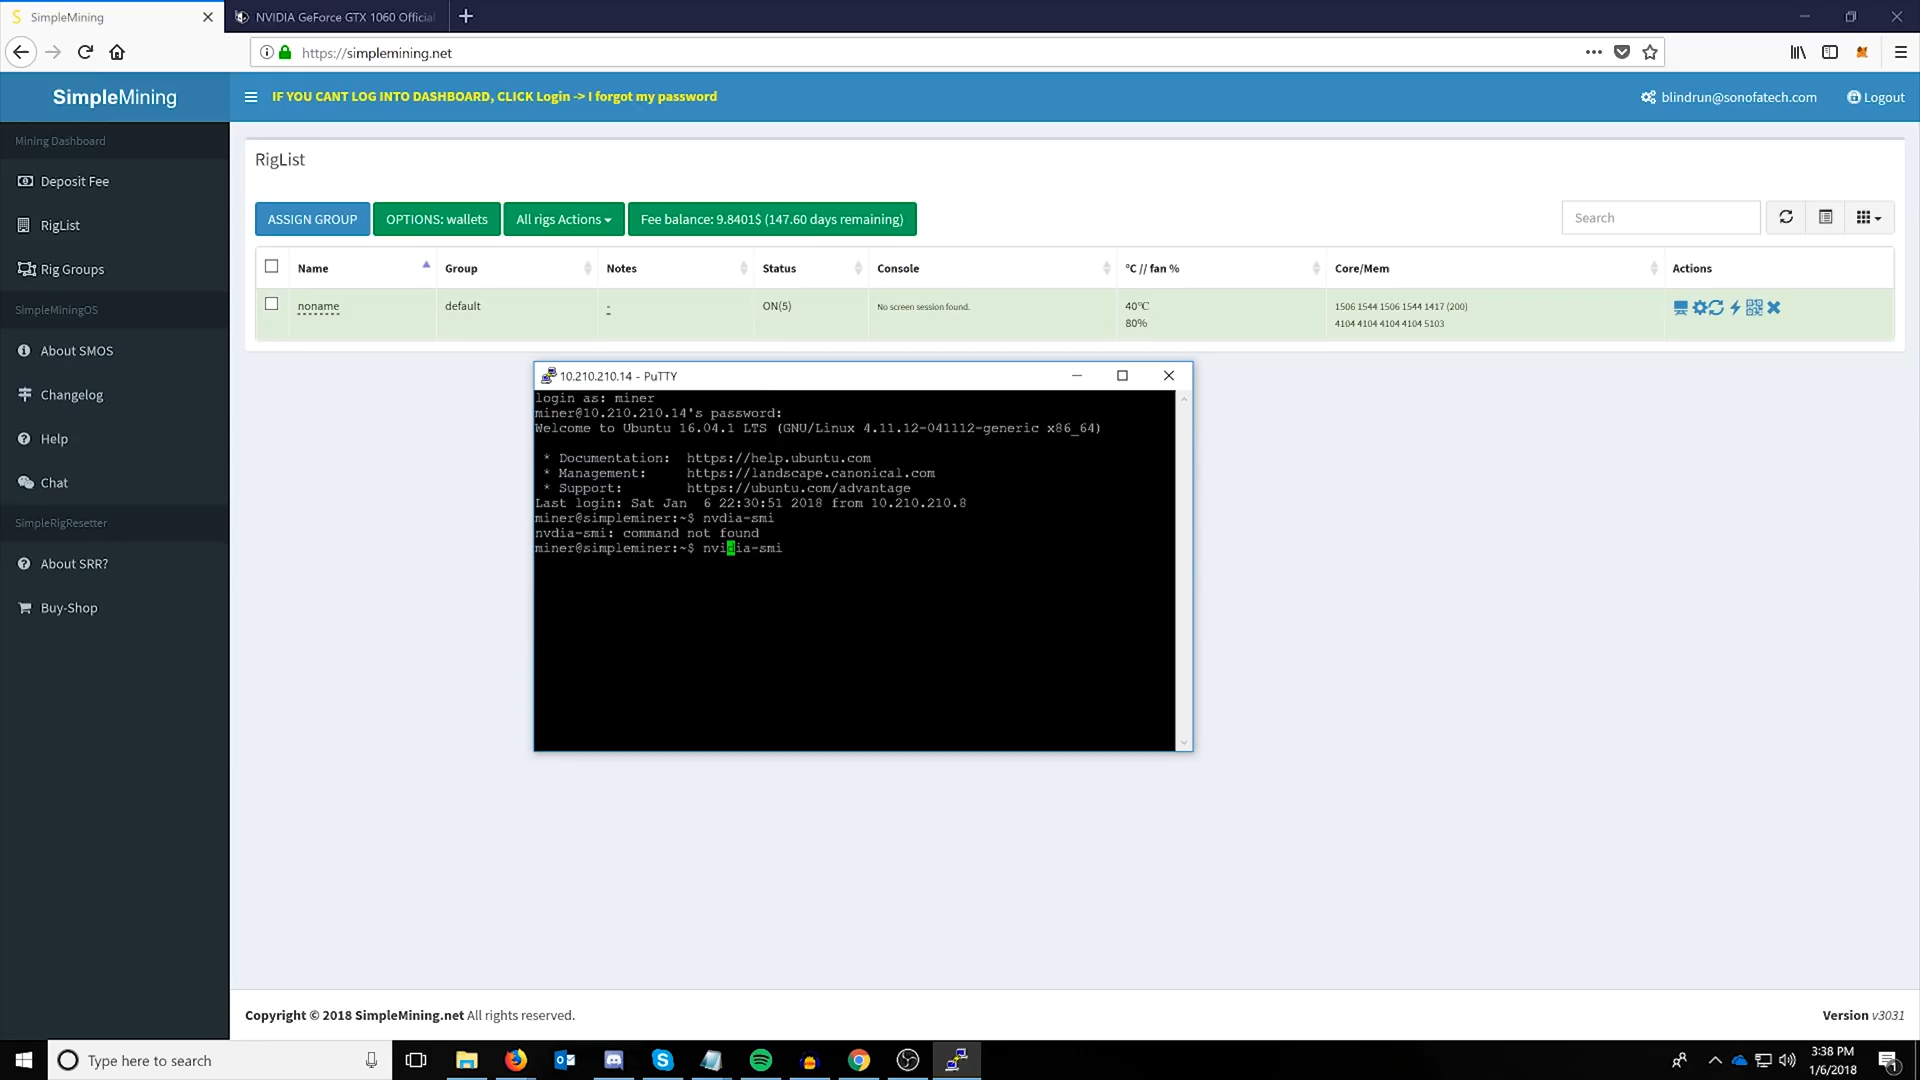 SimpleMining
NVIDIA GeForce GTX 1060 Official
https://simplemining.net
SimpleMining
IF YOU CANT LOG INTO DASHBOARD, CLICK Login -> I forgot my password
blindrun@sonofatech.com
Logout
Mining Dashboard
Deposit Fee
RigList
Rig Groups
SimpleMiningOS
About SMOS
Changelog
Help
Chat
SimpleRigResetter
About SRR?
Buy-Shop
RigList
ASSIGN GROUP
OPTIONS: wallets
All rigs Actions
Fee balance: 9.8401$ (147.60 days remaining)
Search
Name Group Notes Status Console °C // fan % Core/Mem Actions
noname default - ON(5) No screen session found. 40°C 1506 1544 1506 1544 1417 (200)
80% 4104 4104 4104 4104 5103
10.210.210.14 - PuTTY
login as: miner
miner@10.210.210.14's password:
Welcome to Ubuntu 16.04.1 LTS (GNU/Linux 4.11.12-041112-generic x86_64)
* Documentation: https://help.ubuntu.com
* Management: https://landscape.canonical.com
* Support: https://ubuntu.com/advantage
Last login: Sat Jan 6 22:30:51 2018 from 10.210.210.8
miner@simpleminer:~$ nvdia-smi
nvdia-smi: command not found
miner@simpleminer:~$ nvidia-smi
Copyright © 2018 SimpleMining.net All rights reserved.
Version v3031
Type here to search
3:38 PM
1/6/2018
1